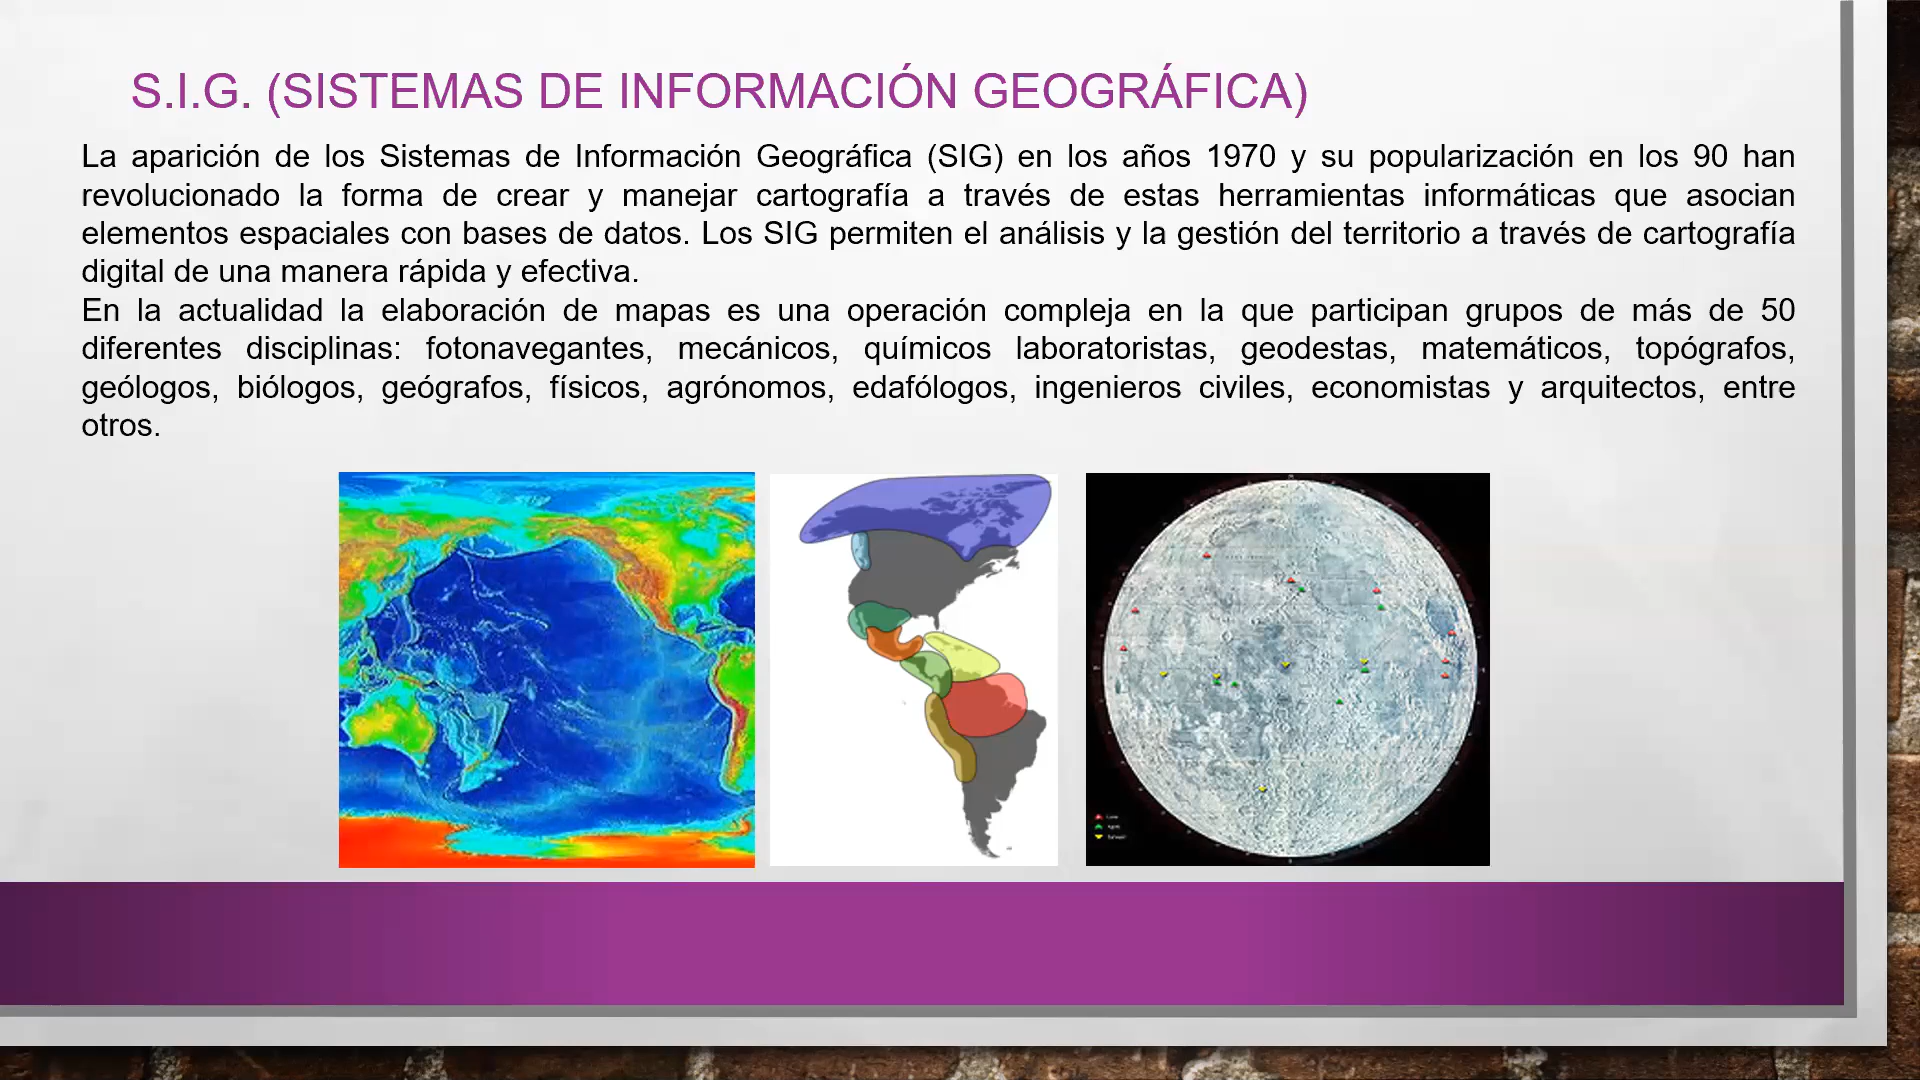 S.I.G. (SISTEMAS DE INFORMACIÓN GEOGRÁFICA)
La aparición de los Sistemas de Información Geográfica (SIG) en los años 1970 y su popularización en los 90 han
revolucionado la forma de crear y manejar cartografía a través de estas herramientas informáticas que asocian
elementos espaciales con bases de datos. Los SIG permiten el análisis y la gestión del territorio a través de cartografía
digital de una manera rápida y efectiva.
En la actualidad la elaboración de mapas es una operación compleja en la que participan grupos de más de 50
diferentes disciplinas: fotonavegantes, mecánicos, químicos laboratoristas, geodestas, matemáticos, topógrafos,
geólogos, biólogos, geógrafos, físicos, agrónomos, edafólogos, ingenieros civiles, economistas y arquitectos, entre
otros.